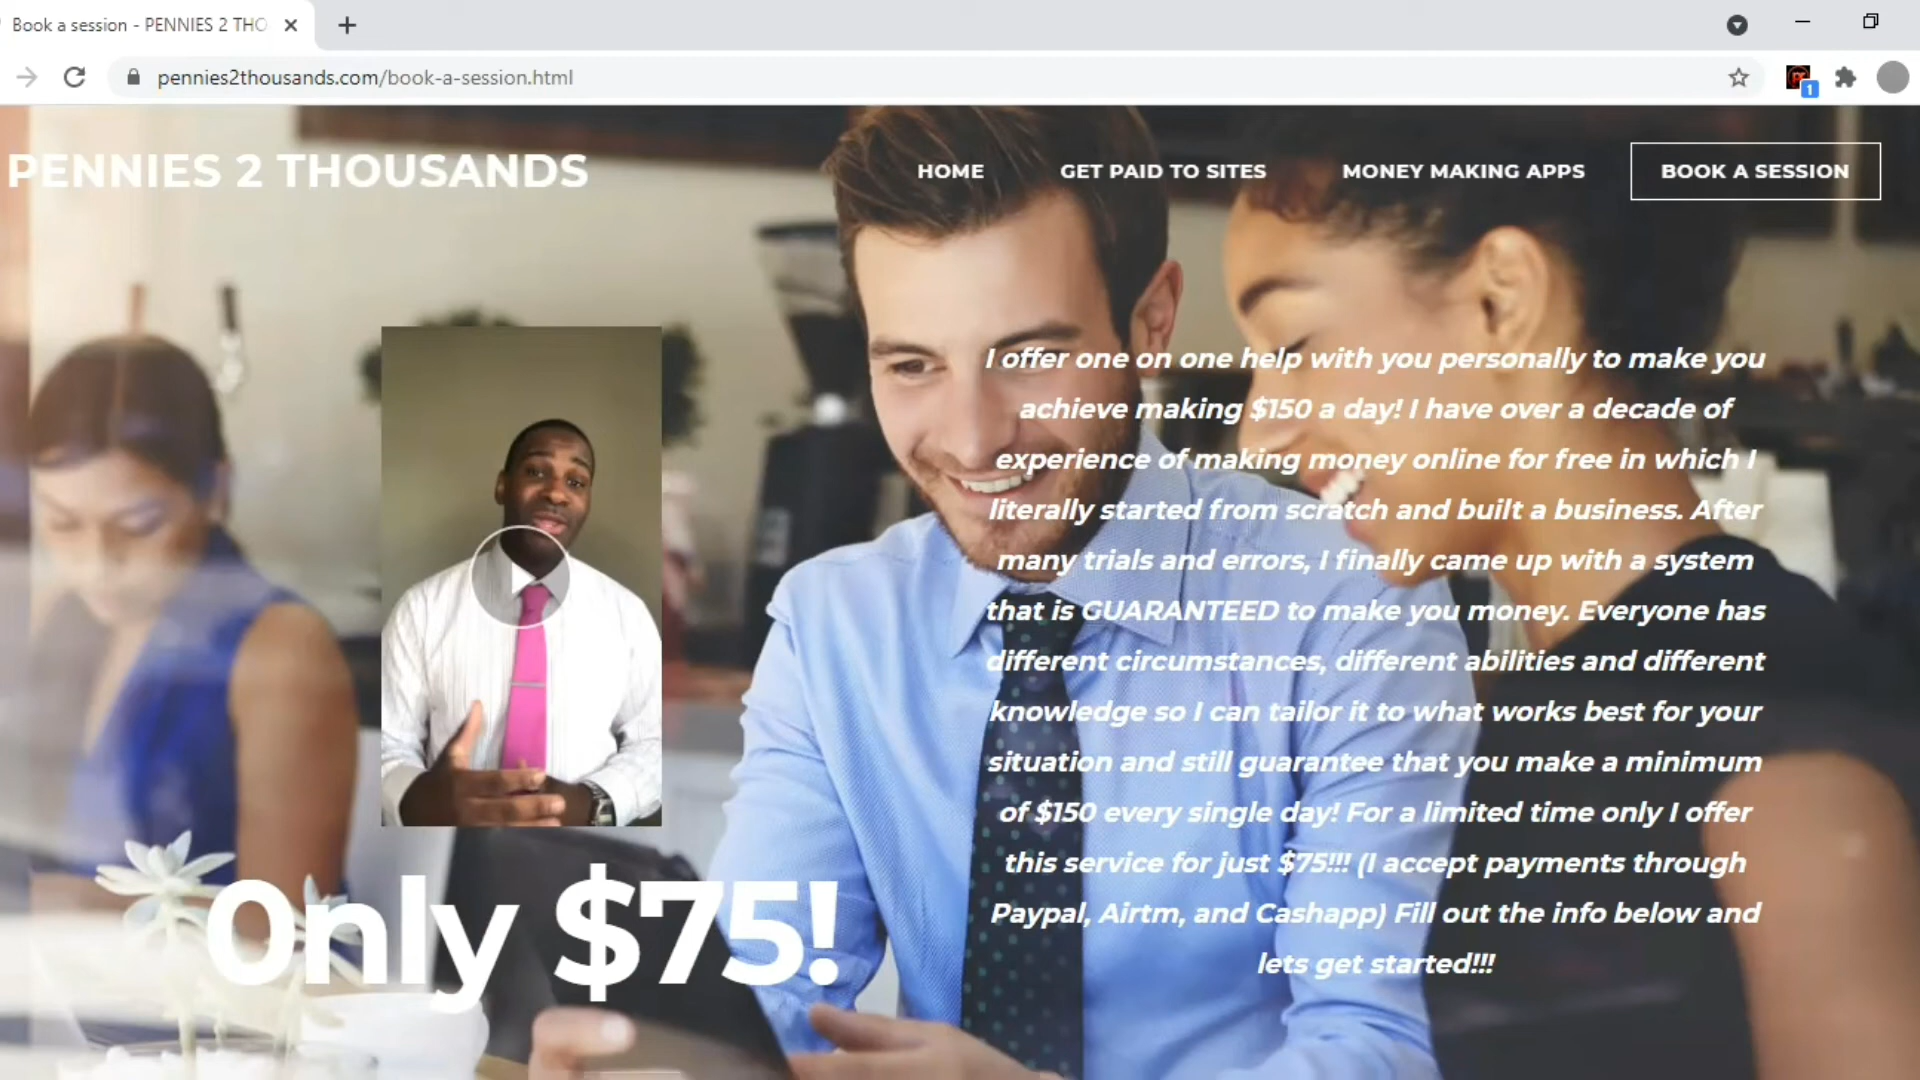 Book a session - PENNIES 2 THO
pennies2thousands.com/book-a-session.html
1
PENNIES 2 THOUSANDS
HOME
GET PAID TO SITES
MONEY MAKING APPS
BOOK A SESSION
I offer one on one help with you personally to make you
achieve making $150 a day! I have over a decade of
experience of making money online for free in which I
literally started from scratch and built a business. After
many trials and errors, I finally came up with a system
that is GUARANTEED to make you money. Everyone has
different circumstances, different abilities and different
knowledge so I can tailor it to what works best for your
situation and still guarantee that you make a minimum
of $150 every single day! For a limited time only I offer
this service for just $75!!! (I accept payments through
Paypal, Airtm, and Cashapp) Fill out the info below and
lets get started!!!
Only $75!